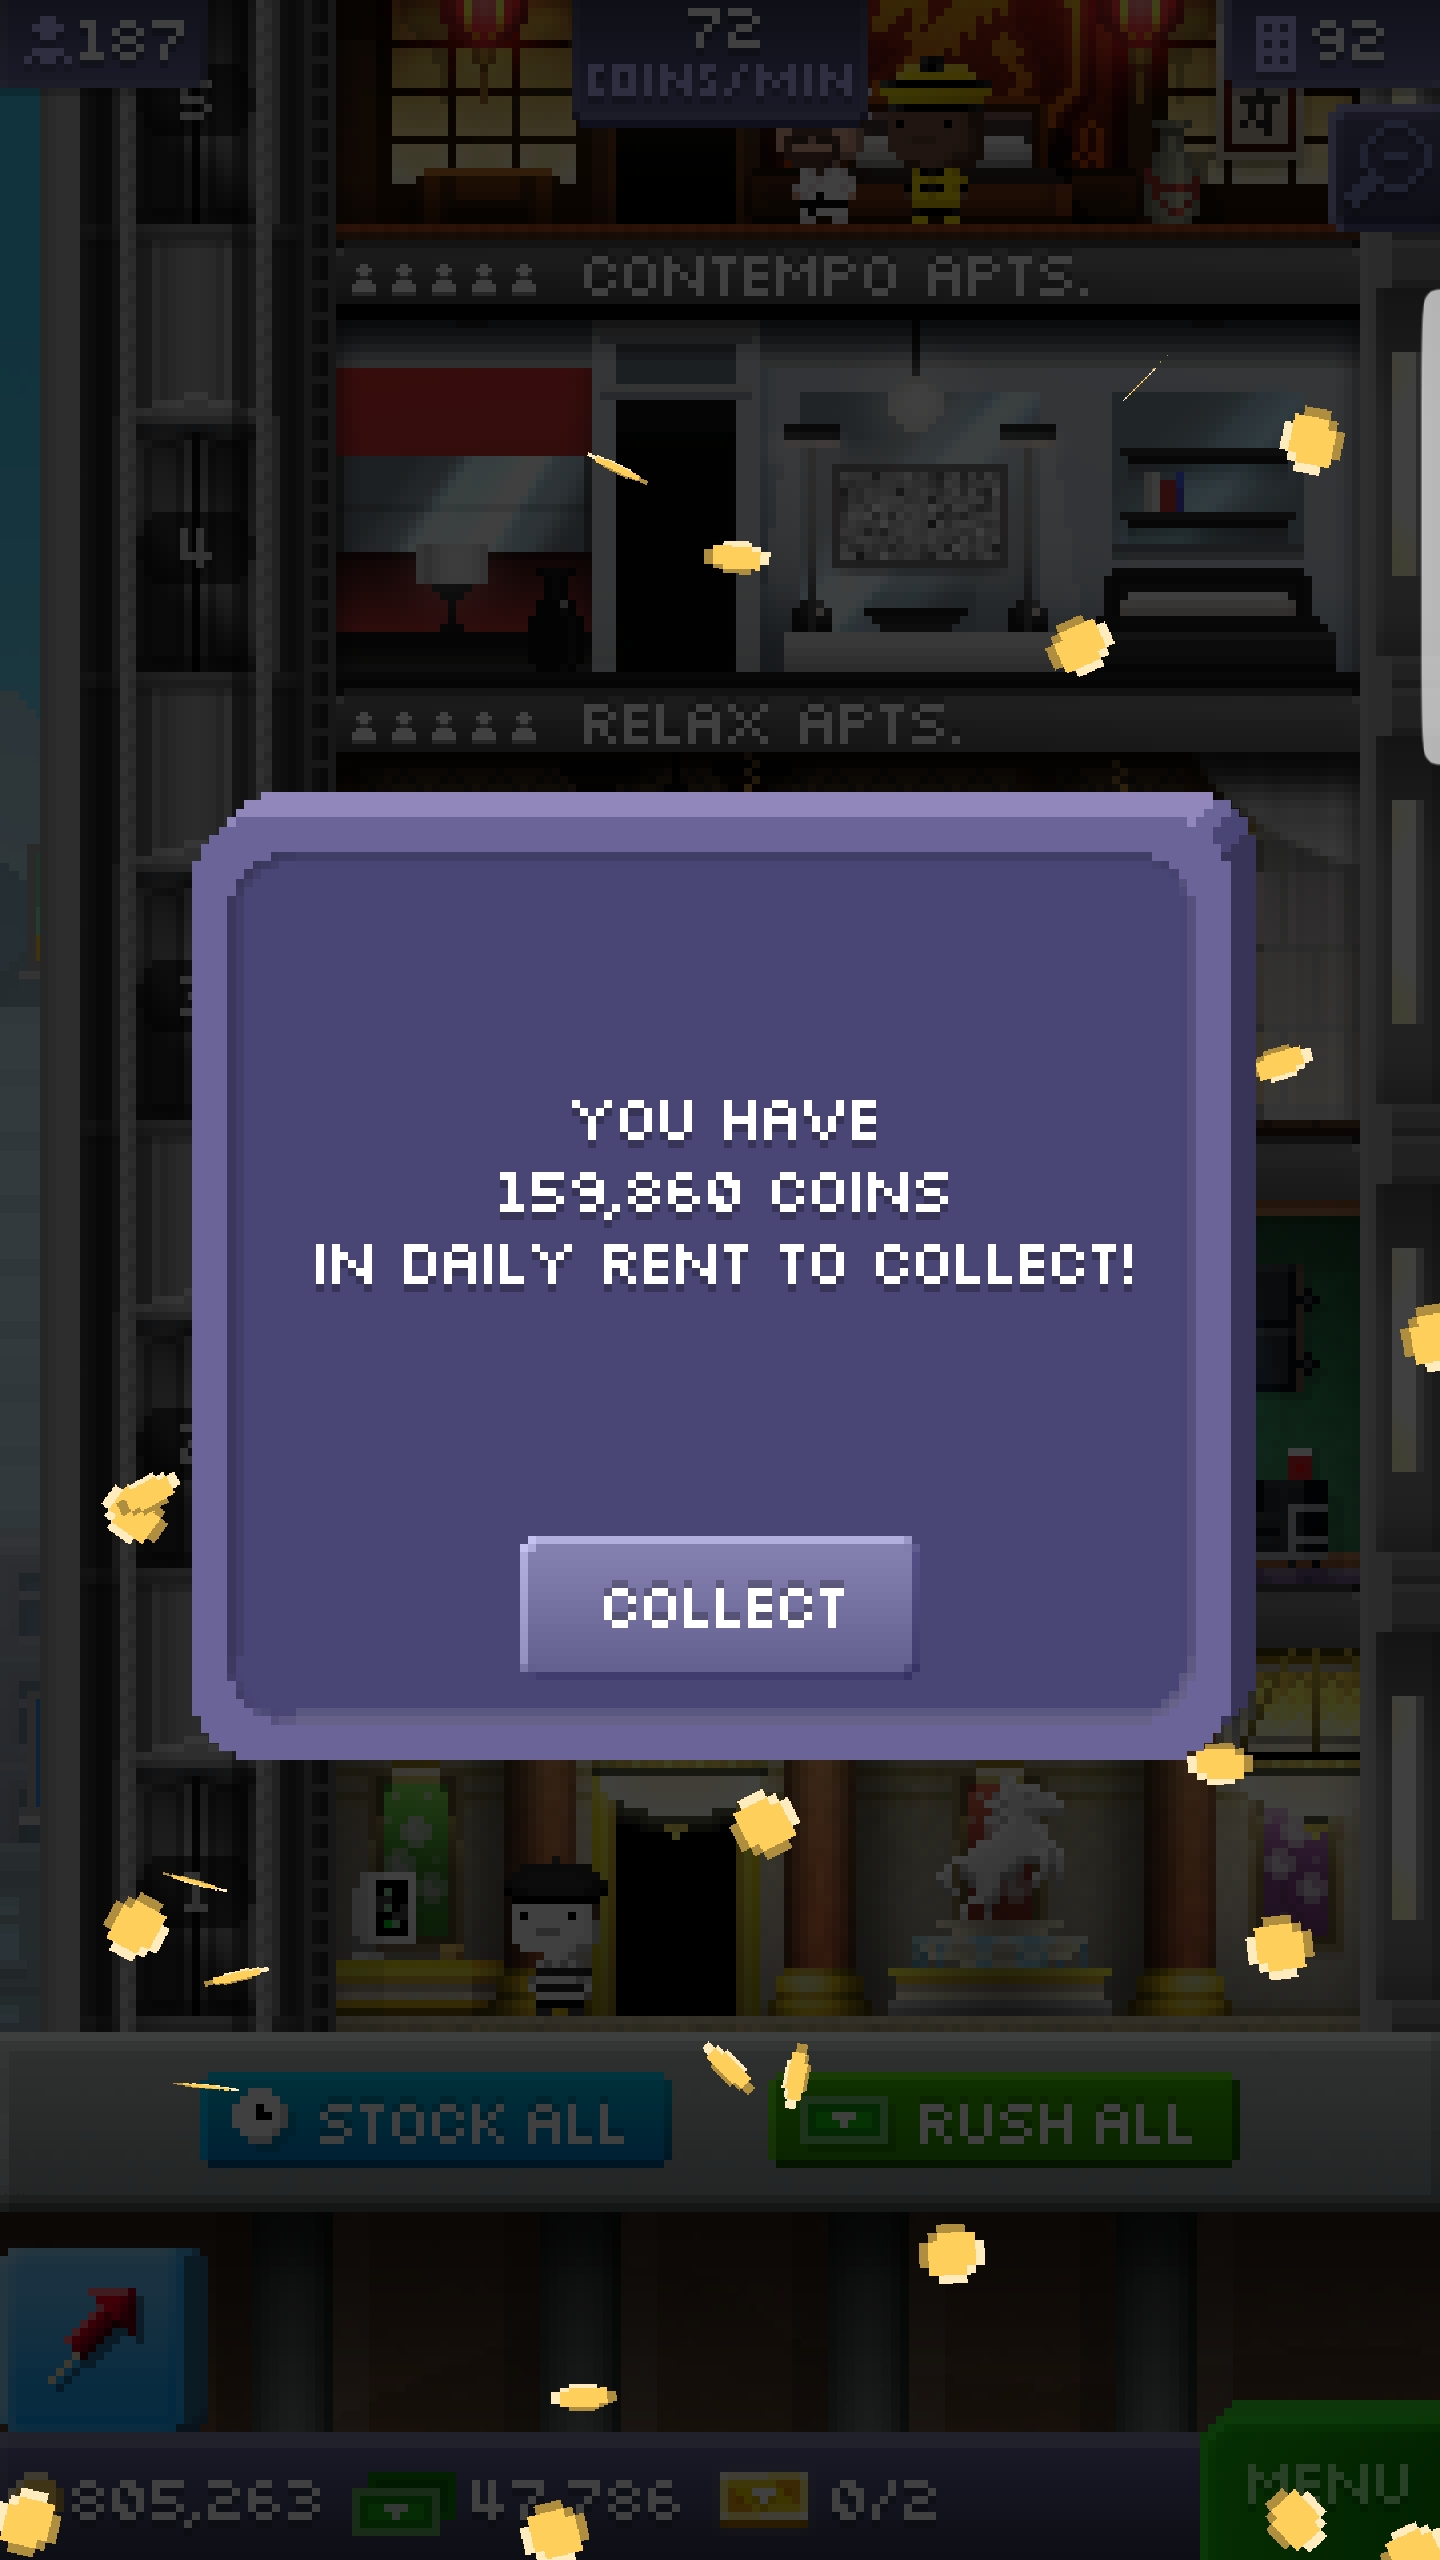 187
72
COINS/MIN
92
5
CONTEMPO APTS.
4
RELAX APTS.
YOU HAVE
159,860 COINS
IN DAILY RENT TO COLLECT!
COLLECT
1
STOCK ALL
RUSH ALL
MENU
805,263
47,786
0/2